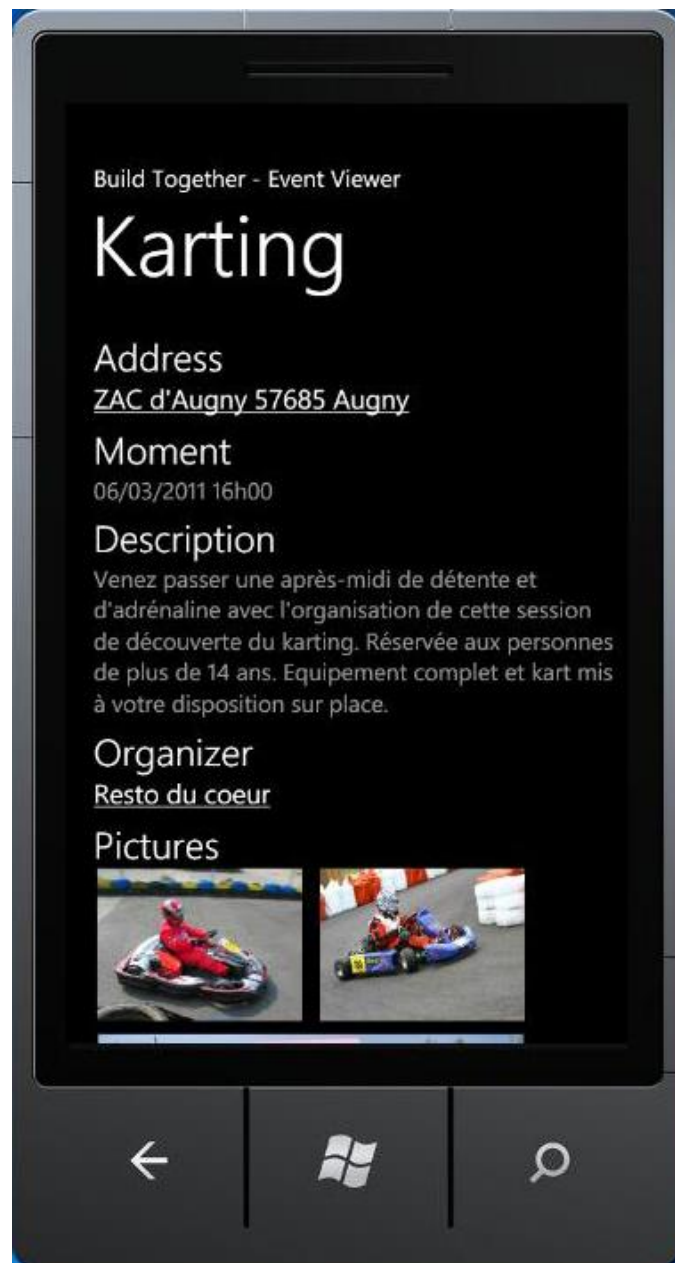 Build Together - Event Viewer
Karting
Address
ZAC d'Augny 57685 Augny
Moment
06/03/2011 16h00
Description
Venez passer une après-midi de détente et
d'adrénaline avec l'organisation de cette session
de découverte du karting. Réservée aux personnes
de plus de 14 ans. Equipement complet et kart mis
à votre disposition sur place.
Organizer
Resto du coeur
Pictures